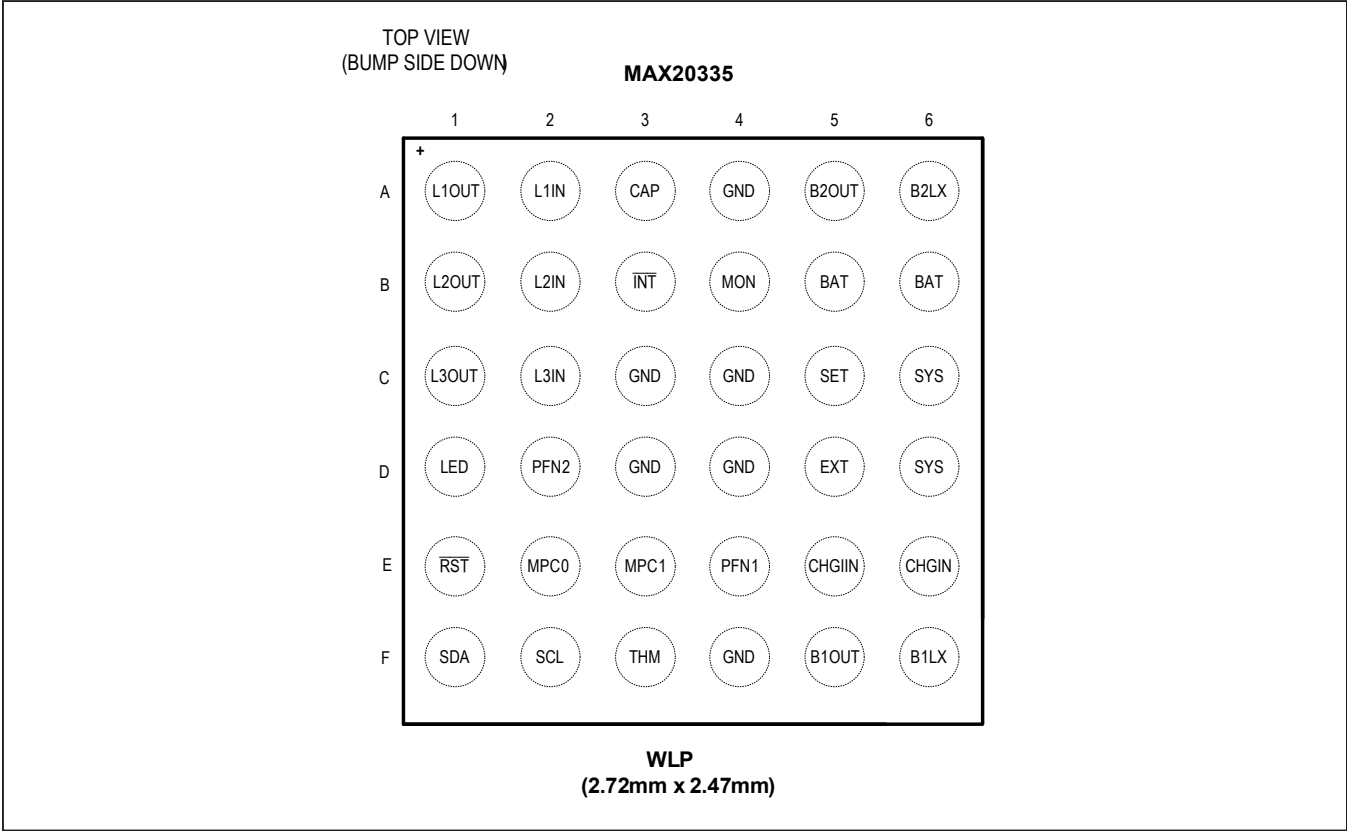 TOP VIEW
(BUMP SIDE DOWN)
MAX20335
1 2 3 4 5 6
+
A L1OUT L1IN CAP GND B2OUT B2LX
B L2OUT L2IN INT MON BAT BAT
C L3OUT L3IN GND GND SET SYS
D LED PFN2 GND GND EXT SYS
E RST MPC0 MPC1 PFN1 CHGIIN CHGIN
F SDA SCL THM GND B1OUT B1LX
WLP
(2.72mm x 2.47mm)